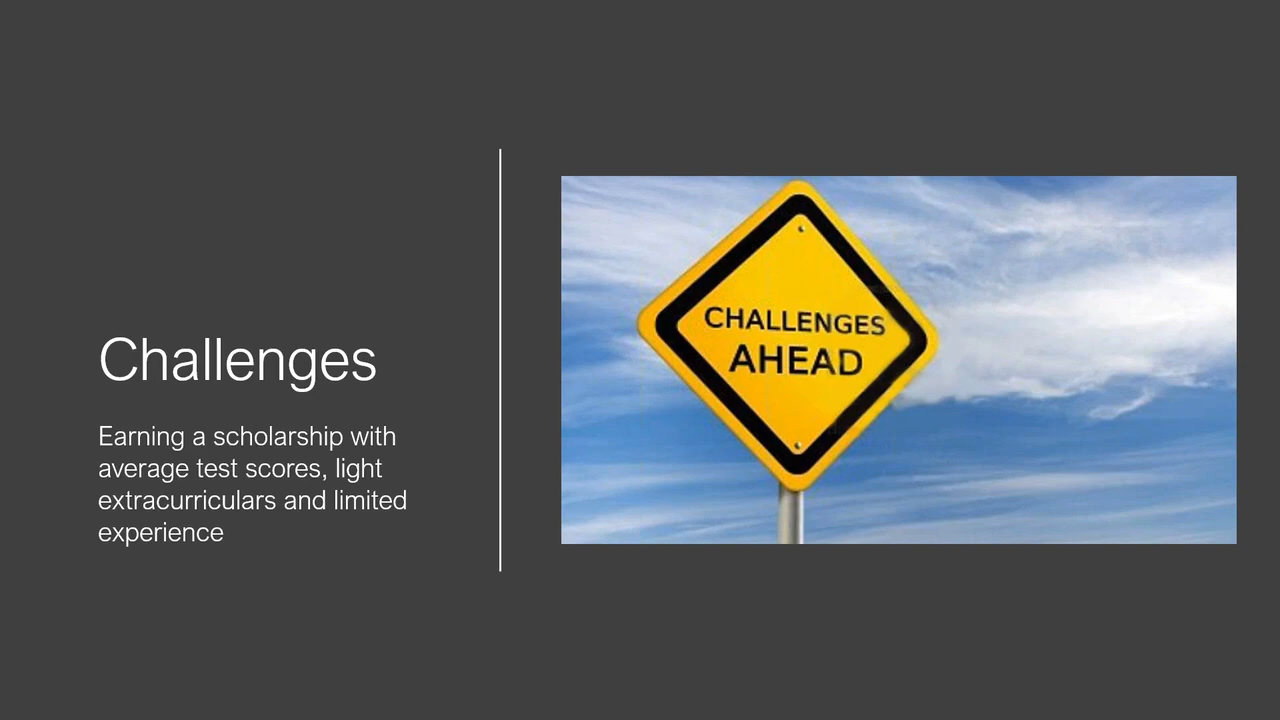 Challenges
Earning a scholarship with
average test scores, light
extracurriculars and limited
experience
CHALLENGES
AHEAD